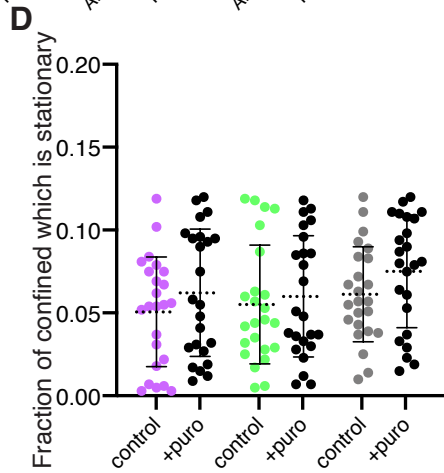 D
Fraction of confined which is stationary
0.20
0.15
0.10
0.05
0.00
control
+puro
control
+puro
control
+puro